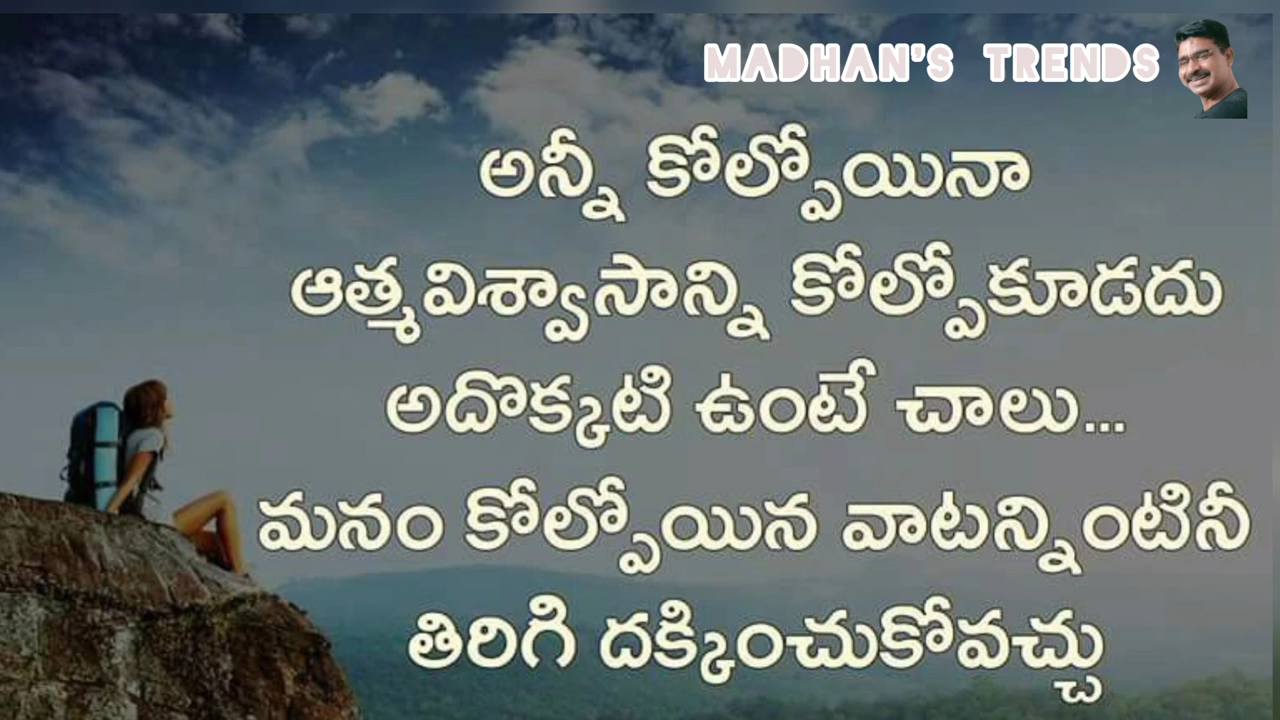 MADHAN'S TRENDS
అన్నీ కోల్పోయినా
ఆత్మవిశ్వాసాన్ని కోల్పోకూడదు
అదొక్కటి ఉంటే చాలు...
మనం కోల్పోయిన వాటన్నింటినీ
తిరిగి దక్కించుకోవచ్చు